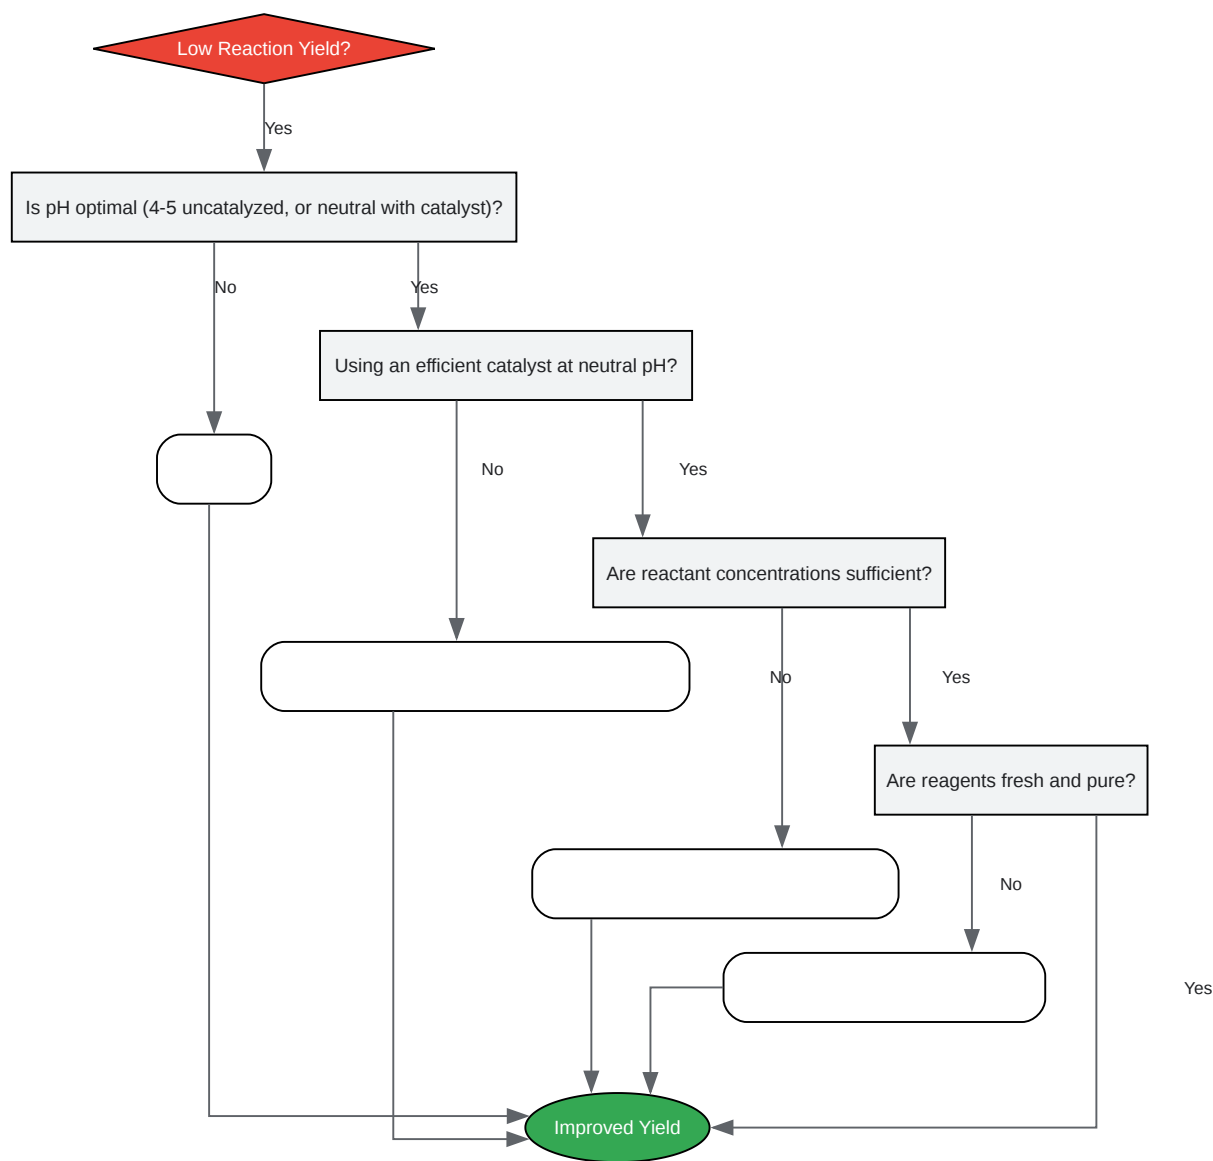 Low Reaction Yield?
Yes
Is pH optimal (4-5 uncatalyzed, or neutral with catalyst)?
No
Yes
Using an efficient catalyst at neutral pH?
No
Yes
Are reactant concentrations sufficient?
No
Yes
Are reagents fresh and pure?
No
Yes
Improved Yield